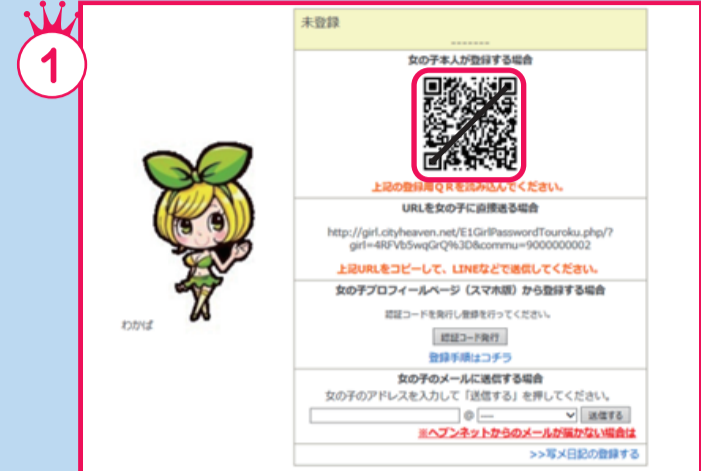 1
未登録
-------
女の子本人が登録する場合
上記の登録用QRを読み込んでください。
URLを女の子に直接送る場合
http://girl.cityheaven.net/E1GirlPasswordTouroku.php/?
girl=4RFVb5wqGrQ%3D&commu=9000000002
上記URLをコピーして、LINEなどで送信してください。
女の子プロフィールページ（スマホ版）から登録する場合
認証コードを発行し登録を行ってください。
認証コード発行
登録手順はコチラ
わかば
女の子のメールに送信する場合
女の子のアドレスを入力して「送信する」を押してください。
@ --- 送信する
※ヘブンネットからのメールが届かない場合は
>>写メ日記の登録する